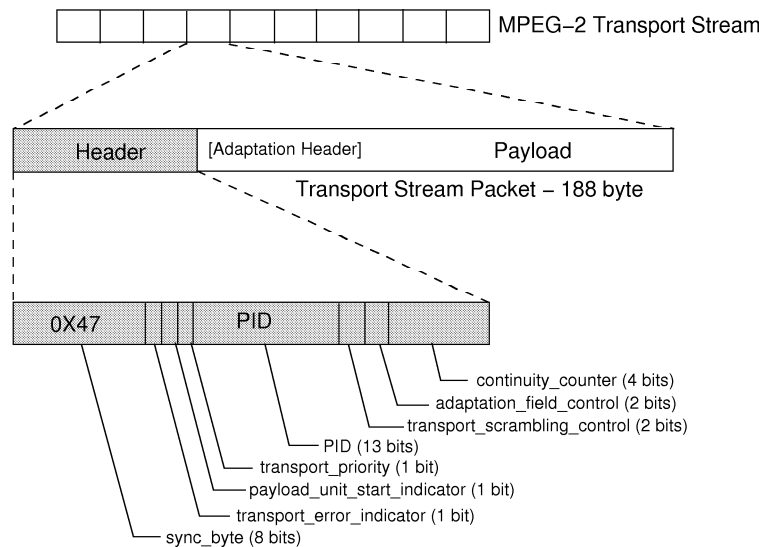 MPEG–2 Transport Stream
Header
[Adaptation Header]
Payload
Transport Stream Packet – 188 byte
0X47
PID
continuity_counter (4 bits)
adaptation_field_control (2 bits)
transport_scrambling_control (2 bits)
PID (13 bits)
transport_priority (1 bit)
payload_unit_start_indicator (1 bit)
transport_error_indicator (1 bit)
sync_byte (8 bits)